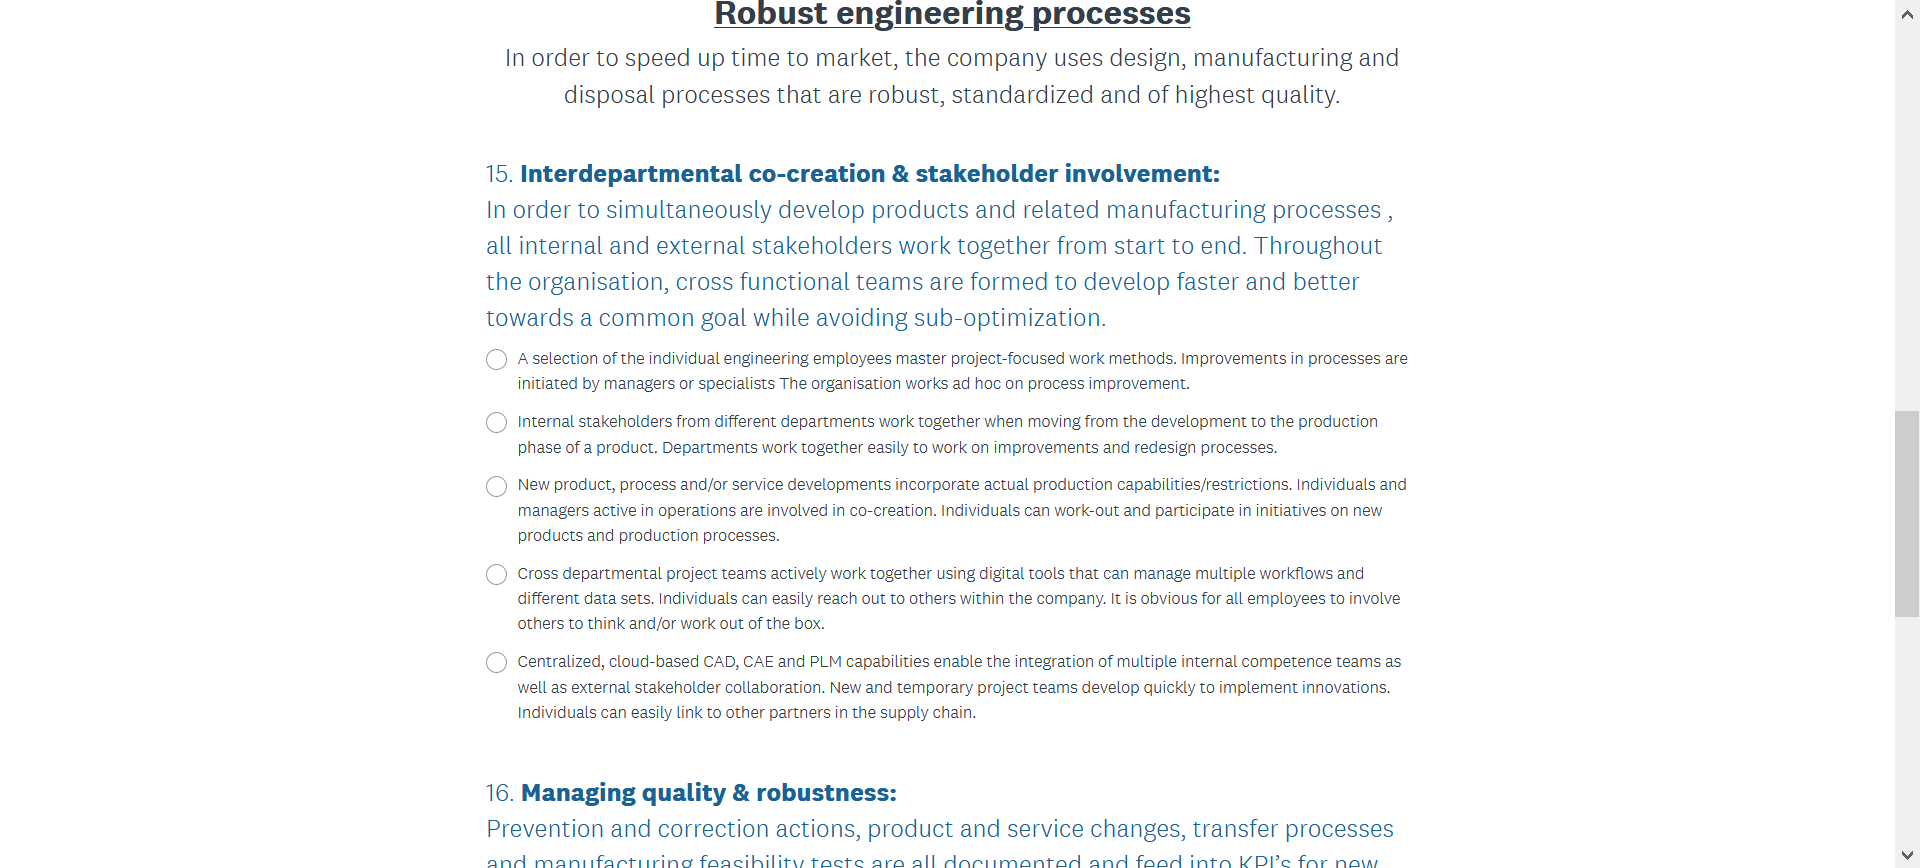 Robust engineering processes
In order to speed up time to market, the company uses design, manufacturing and
disposal processes that are robust, standardized and of highest quality.
15. Interdepartmental co-creation & stakeholder involvement:
In order to simultaneously develop products and related manufacturing processes ,
all internal and external stakeholders work together from start to end. Throughout
the organisation, cross functional teams are formed to develop faster and better
towards a common goal while avoiding sub-optimization.
A selection of the individual engineering employees master project-focused work methods. Improvements in processes are
initiated by managers or specialists The organisation works ad hoc on process improvement.
Internal stakeholders from different departments work together when moving from the development to the production
phase of a product. Departments work together easily to work on improvements and redesign processes.
New product, process and/or service developments incorporate actual production capabilities/restrictions. Individuals and
managers active in operations are involved in co-creation. Individuals can work-out and participate in initiatives on new
products and production processes.
Cross departmental project teams actively work together using digital tools that can manage multiple workflows and
different data sets. Individuals can easily reach out to others within the company. It is obvious for all employees to involve
others to think and/or work out of the box.
Centralized, cloud-based CAD, CAE and PLM capabilities enable the integration of multiple internal competence teams as
well as external stakeholder collaboration. New and temporary project teams develop quickly to implement innovations.
Individuals can easily link to other partners in the supply chain.
16. Managing quality & robustness:
Prevention and correction actions, product and service changes, transfer processes
and manufacturing feasibility tests are all documented and feed into KPI's for new